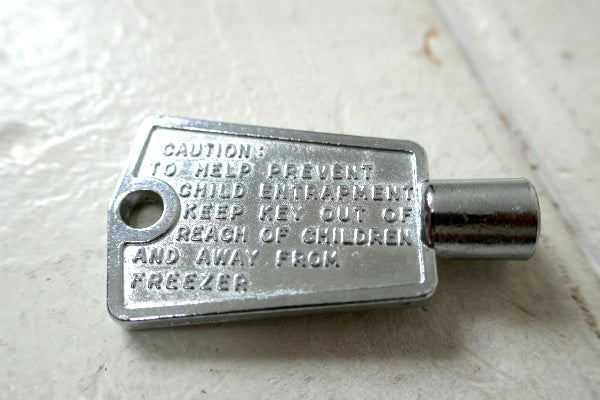 CAUTION:
TO HELP PREVENT
CHILD ENTRAPMENT
KEEP KEY OUT OF
REACH OF CHILDREN
AND AWAY FROM
FREEZER